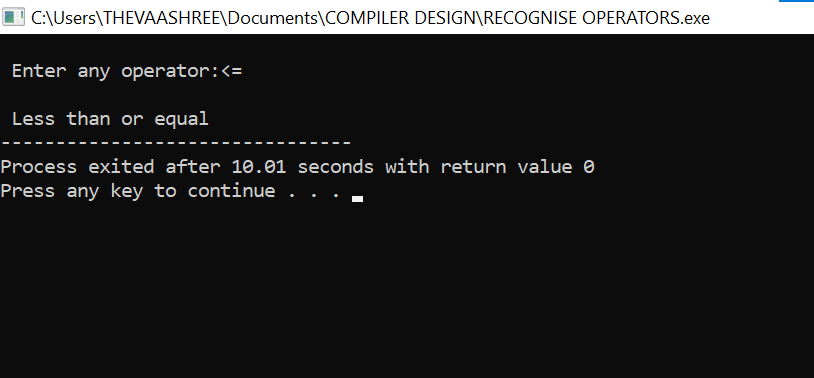 C:\Users\THEVAASHREE\Documents\COMPILER DESIGN\RECOGNISE OPERATORS.exe
Enter any operator:<=
Less than or equal
--------------------------------
Process exited after 10.01 seconds with return value 0
Press any key to continue . . .